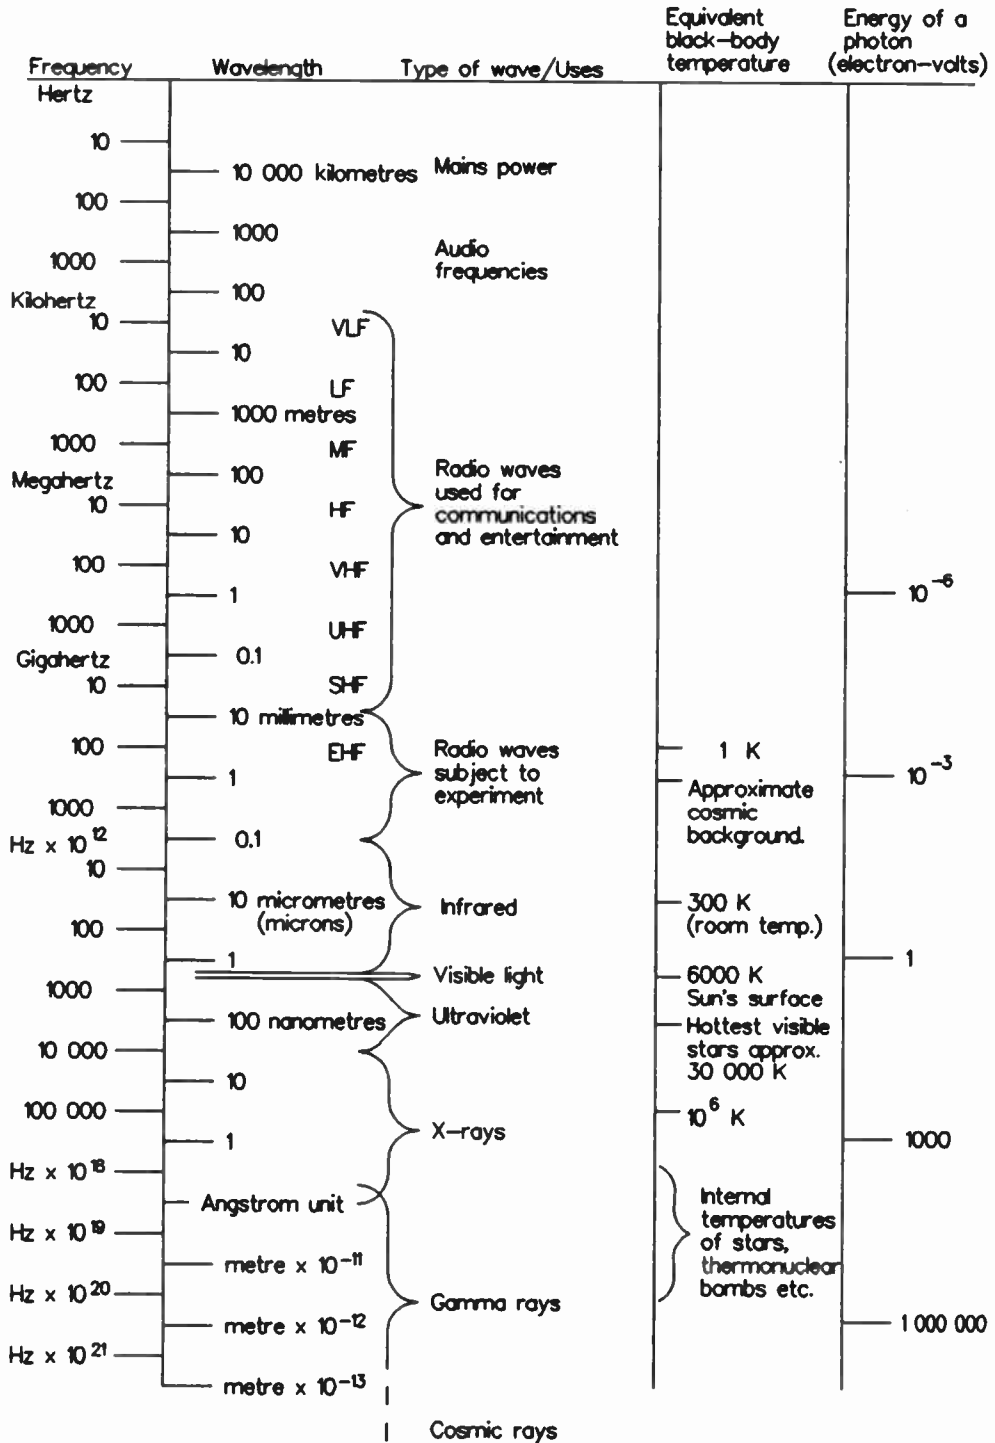 Equivalent
black-body
temperature
Energy of a
photon
(electron-volts)
Frequency Wavelength Type of wave/Uses
Hertz
10
10 000 kilometres Mains power
100
1000
Audio
frequencies
1000
100
Kilohertz
10 VLF
10
100 LF
1000 metres
1000 MF
100
Megahertz
10 HF
Radio waves
used for
communications
and entertainment
10
100 VHF
1
10⁻⁶
1000 UHF
Gigahertz 0.1
10 SHF
10 millimetres
100 EHF
Radio waves
subject to
experiment
1 K
1
10⁻³
Approximate
cosmic
background.
1000
Hz x 10¹² 0.1
10
10 micrometres
(microns)
Infrared
300 K
(room temp.)
100
1
1
Visible light
6000 K
Sun's surface
1000
100 nanometres
Ultraviolet
Hottest visible
stars approx.
30 000 K
10 000
10
100 000
10⁶ K
X-rays
1
1000
Hz x 10¹⁸
Angstrom unit
Internal
temperatures
of stars,
thermonuclear
bombs etc.
Hz x 10¹⁹
metre x 10⁻¹¹
Hz x 10²⁰
Gamma rays
metre x 10⁻¹²
1 000 000
Hz x 10²¹
metre x 10⁻¹³
Cosmic rays